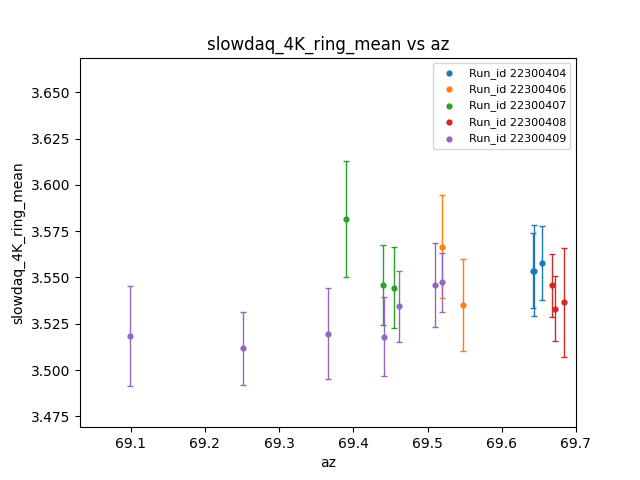 slowdaq_4K_ring_mean vs az
Run_id 22300404
Run_id 22300406
Run_id 22300407
Run_id 22300408
Run_id 22300409
3.650
3.625
3.600
3.575
3.550
3.525
3.500
3.475
slowdaq_4K_ring_mean
69.1
69.2
69.3
69.4
69.5
69.6
69.7
az